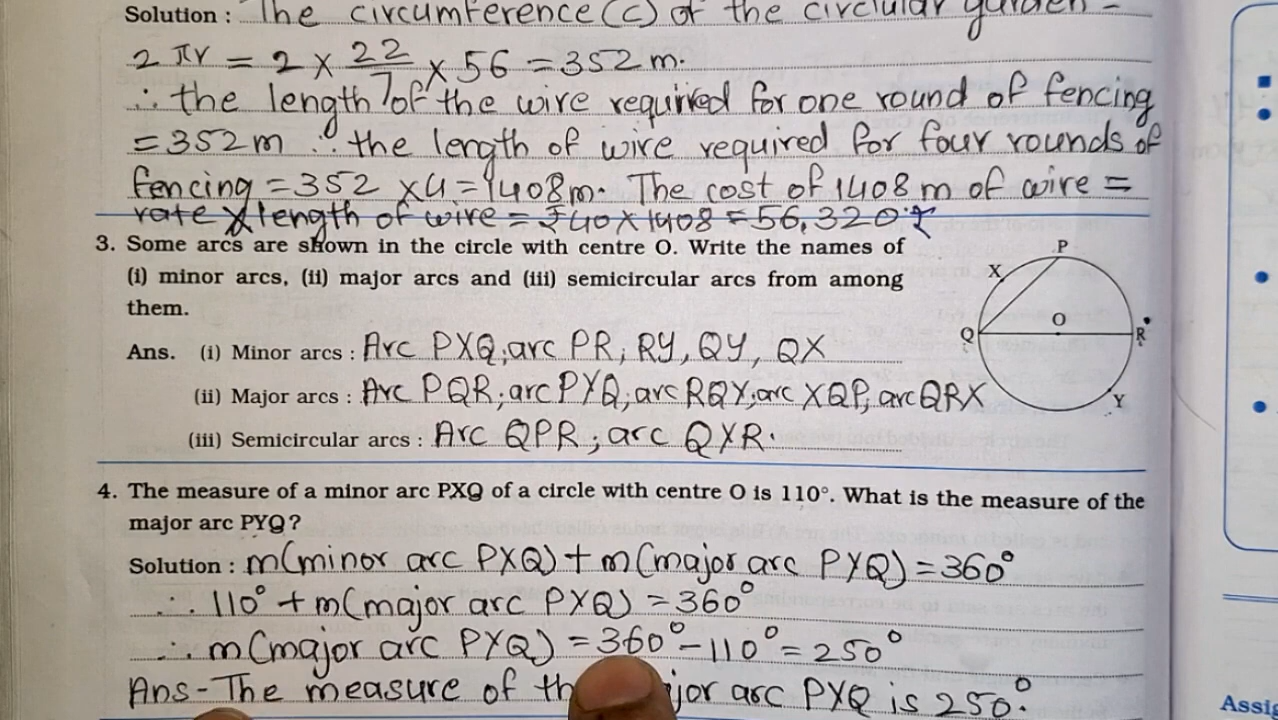 Solution : The circumference (c) of the circlular garden -
2 πr = 2 × 22/7 × 56 = 352 m.
∴ the length of the wire required for one round of fencing
= 352 m ∴ the length of wire required for four rounds of
fencing = 352 × 4 = 1408 m. The cost of 1408 m of wire =
rate × length of wire = ₹ 40 × 1408 = 56,320 ₹
3. Some arcs are shown in the circle with centre O. Write the names of
(i) minor arcs, (ii) major arcs and (iii) semicircular arcs from among
them.
P
X
O
Q
R
Y
Ans. (i) Minor arcs : Arc PXQ; arc PR; RY, QY, QX
(ii) Major arcs : Arc PQR; arc PYQ; arc RQY; arc XQP; arc QRX
(iii) Semicircular arcs : Arc QPR; arc QYR.
4. The measure of a minor arc PXQ of a circle with centre O is 110°. What is the measure of the
major arc PYQ?
Solution : m(minor arc PXQ) + m(major arc PYQ) = 360°
∴ 110° + m(major arc PYQ) = 360°
∴ m(major arc PYQ) = 360° - 110° = 250°
Ans - The measure of jor arc PYQ is 250°.